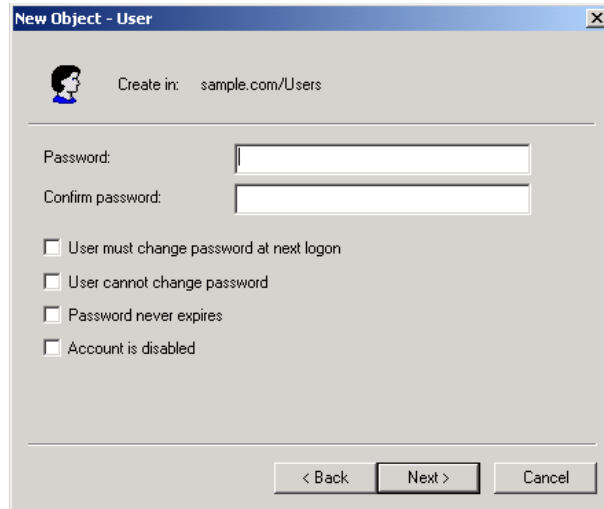 New Object - User
Create in: sample.com/Users
Password:
Confirm password:
User must change password at next logon
User cannot change password
Password never expires
Account is disabled
< Back Next > Cancel